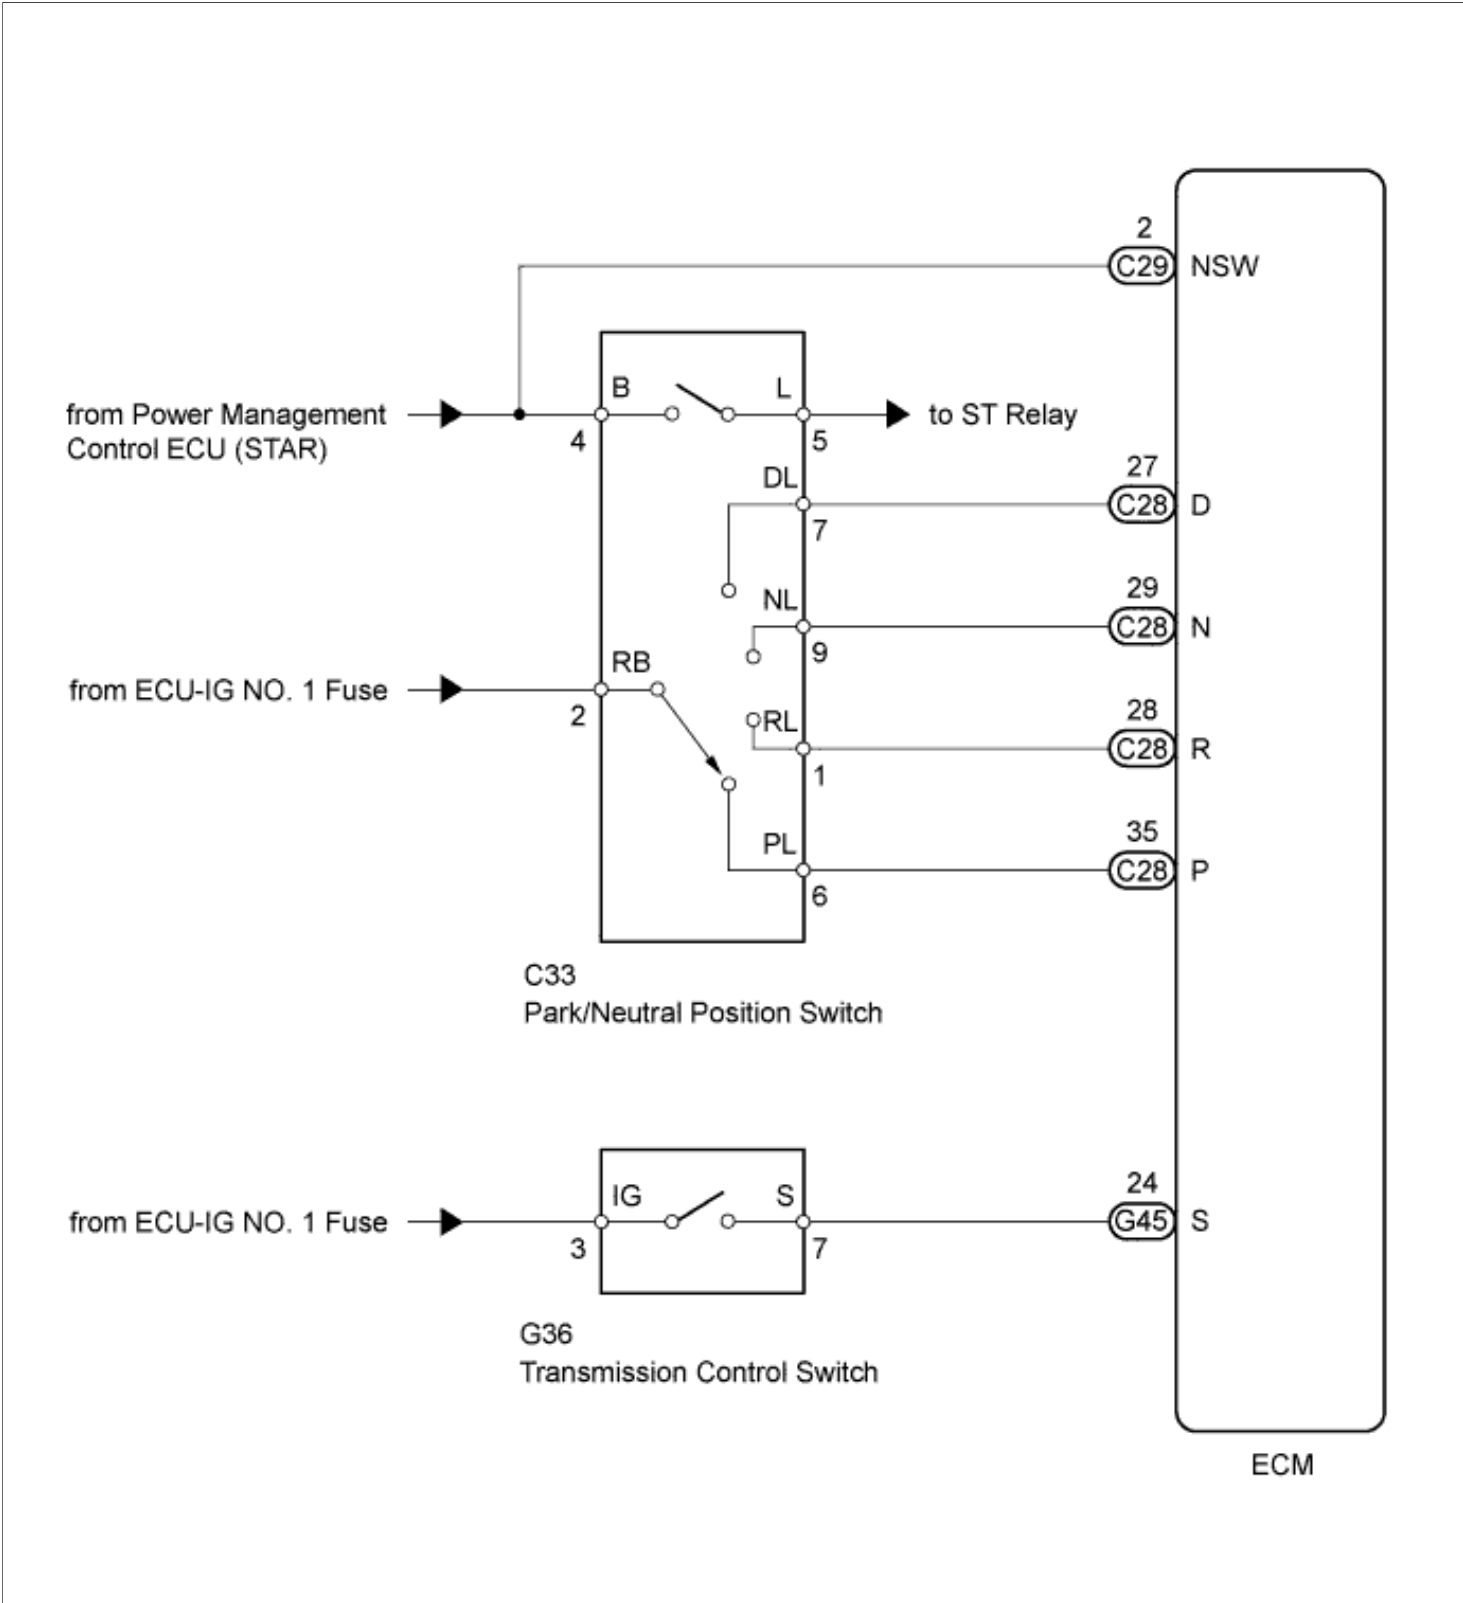 2
C29 NSW
B L
from Power Management
Control ECU (STAR)
to ST Relay
4 5
DL
27
C28 D
7
NL
29
C28 N
9
RB
from ECU-IG NO. 1 Fuse
2
RL
28
C28 R
1
PL
35
C28 P
6
C33
Park/Neutral Position Switch
IG S
24
from ECU-IG NO. 1 Fuse
G45 S
3 7
G36
Transmission Control Switch
ECM